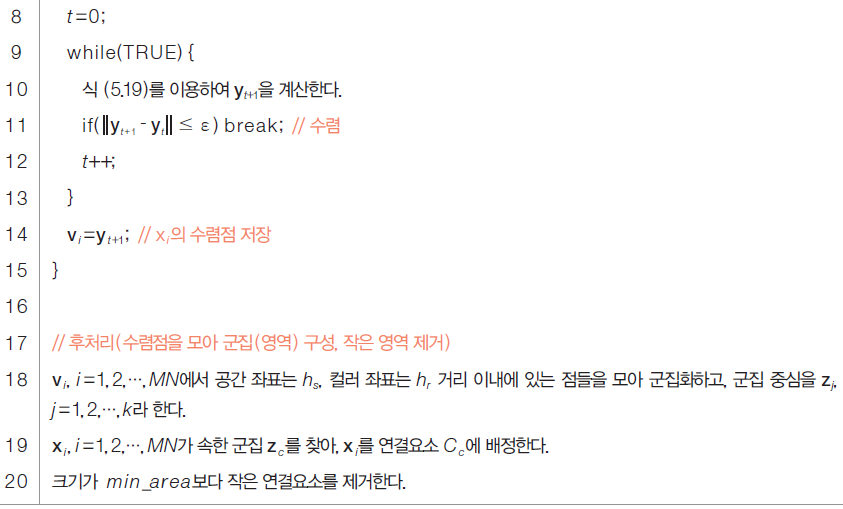 8 t=0;
9 while(TRUE) {
10 식 (5.19)를 이용하여 yt+1을 계산한다.
11 if(‖yt+1 - yt‖ ≤ ε) break; // 수렴
12 t++;
13 }
14 vi=yt+1; // xi의 수렴점 저장
15 }
16
17 // 후처리(수렴점을 모아 군집(영역) 구성, 작은 영역 제거)
18 vi, i=1,2,⋯,MN에서 공간 좌표는 hs, 컬러 좌표는 hr 거리 이내에 있는 점들을 모아 군집화하고, 군집 중심을 zj,
j=1,2,⋯,k라 한다.
19 xi, i=1,2,⋯,MN가 속한 군집 zc를 찾아, xi를 연결요소 Cc에 배정한다.
20 크기가 min_area보다 작은 연결요소를 제거한다.